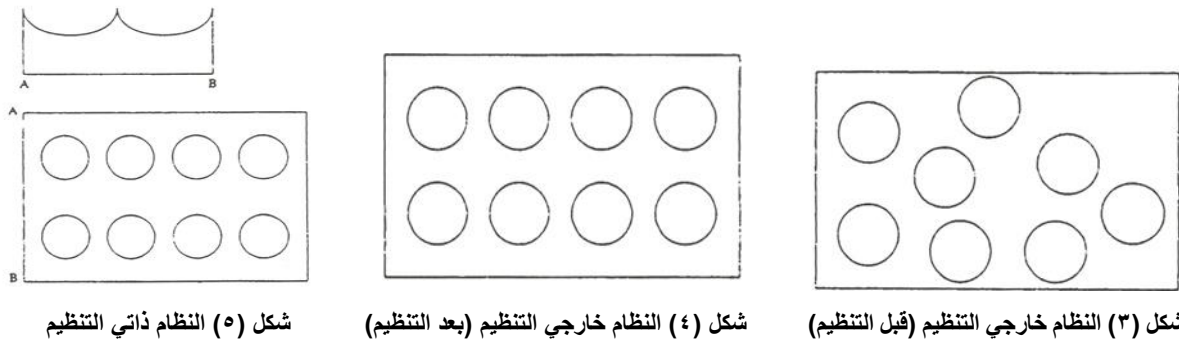 A
B
A
B
شكل (٣) النظام خارجي التنظيم (قبل التنظيم)
شكل (٤) النظام خارجي التنظيم (بعد التنظيم)
شكل (٥) النظام ذاتي التنظيم